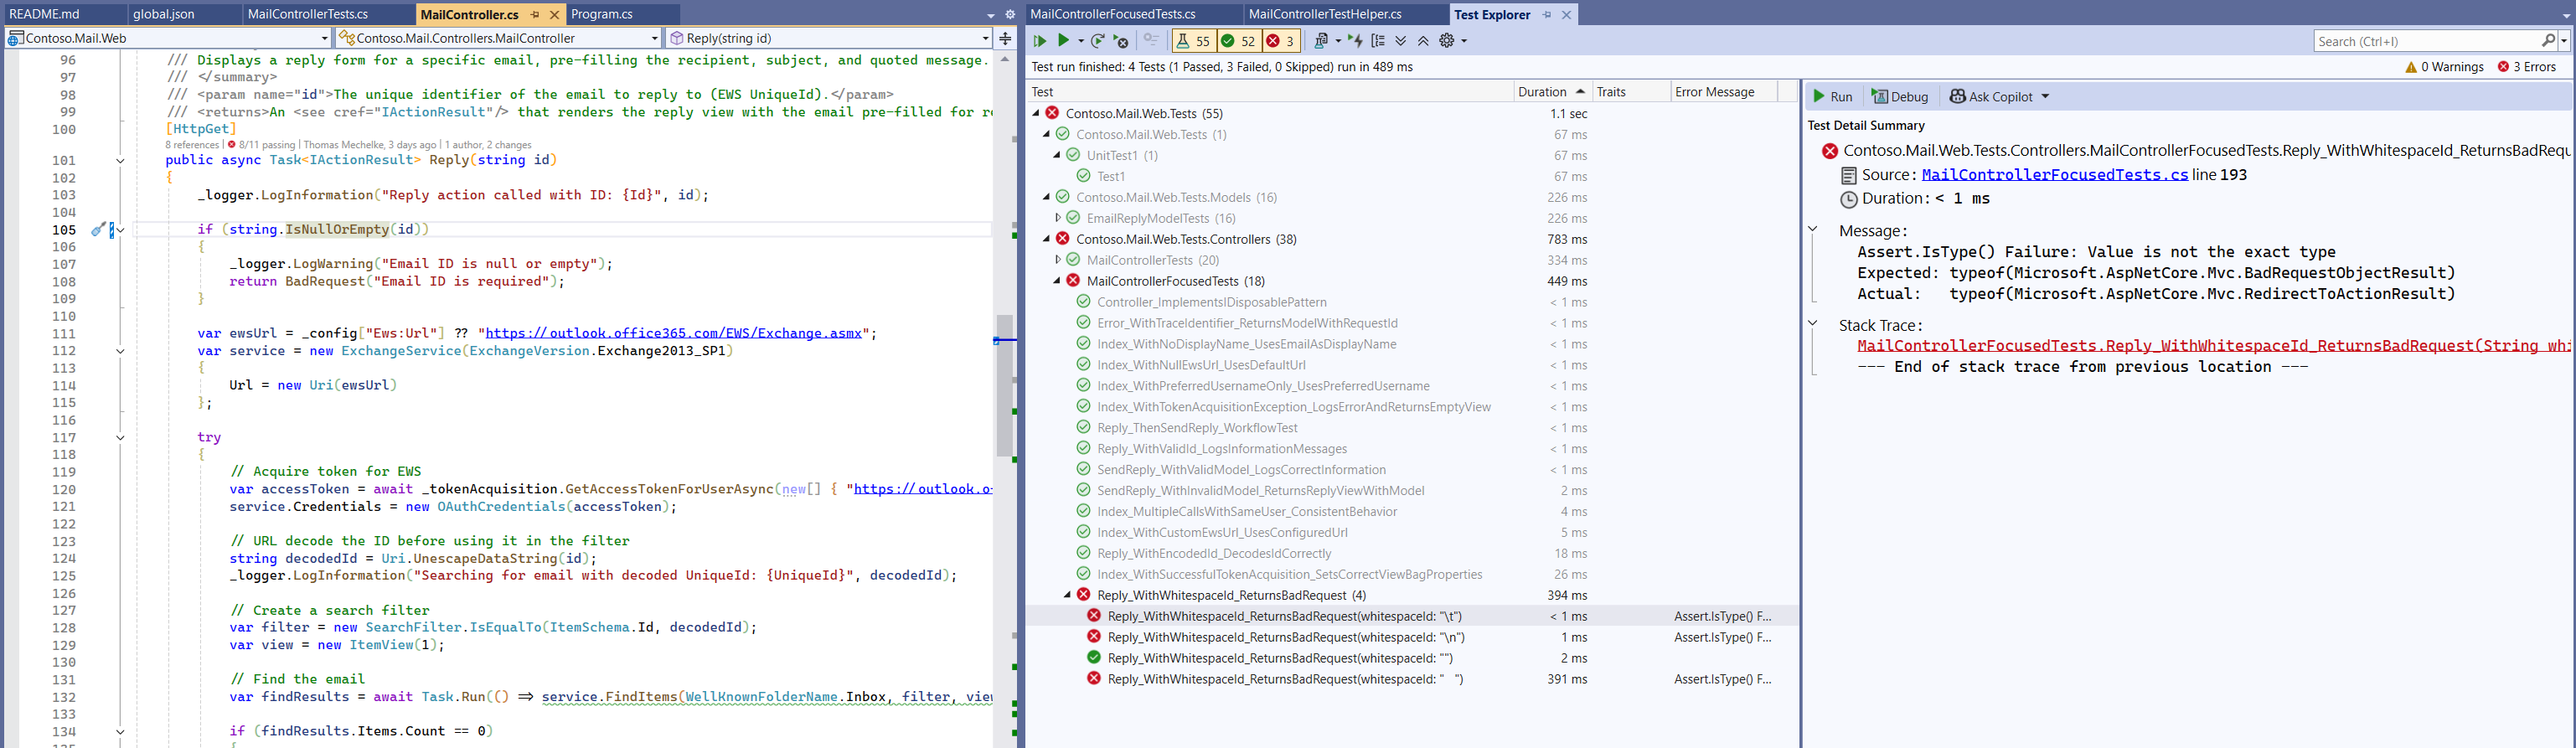 README.md global.json MailControllerTests.cs MailController.cs Program.cs
Contoso.Mail.Web Contoso.Mail.Controllers.MailController Reply(string id)
96 /// Displays a reply form for a specific email, pre-filling the recipient, subject, and quoted message.
97 /// </summary>
98 /// <param name="id">The unique identifier of the email to reply to (EWS UniqueId).</param>
99 /// <returns>An <see cref="IActionResult"/> that renders the reply view with the email pre-filled for re
100 [HttpGet]
8 references | 8/11 passing | Thomas Mechelke, 3 days ago | 1 author, 2 changes
101 public async Task<IActionResult> Reply(string id)
102 {
103 _logger.LogInformation("Reply action called with ID: {Id}", id);
104
105 if (string.IsNullOrEmpty(id))
106 {
107 _logger.LogWarning("Email ID is null or empty");
108 return BadRequest("Email ID is required");
109 }
110
111 var ewsUrl = _config["Ews:Url"] ?? "https://outlook.office365.com/EWS/Exchange.asmx";
112 var service = new ExchangeService(ExchangeVersion.Exchange2013_SP1)
113 {
114 Url = new Uri(ewsUrl)
115 };
116
117 try
118 {
119 // Acquire token for EWS
120 var accessToken = await _tokenAcquisition.GetAccessTokenForUserAsync(new[] { "https://outlook.o
121 service.Credentials = new OAuthCredentials(accessToken);
122
123 // URL decode the ID before using it in the filter
124 string decodedId = Uri.UnescapeDataString(id);
125 _logger.LogInformation("Searching for email with decoded UniqueId: {UniqueId}", decodedId);
126
127 // Create a search filter
128 var filter = new SearchFilter.IsEqualTo(ItemSchema.Id, decodedId);
129 var view = new ItemView(1);
130
131 // Find the email
132 var findResults = await Task.Run(() => service.FindItems(WellKnownFolderName.Inbox, filter, view
133
134 if (findResults.Items.Count == 0)
MailControllerFocusedTests.cs MailControllerTestHelper.cs Test Explorer
55 52 3 Search (Ctrl+I)
Test run finished: 4 Tests (1 Passed, 3 Failed, 0 Skipped) run in 489 ms 0 Warnings 3 Errors
Test Duration Traits Error Message
Contoso.Mail.Web.Tests (55) 1.1 sec
Contoso.Mail.Web.Tests (1) 67 ms
UnitTest1 (1) 67 ms
Test1 67 ms
Contoso.Mail.Web.Tests.Models (16) 226 ms
EmailReplyModelTests (16) 226 ms
Contoso.Mail.Web.Tests.Controllers (38) 783 ms
MailControllerTests (20) 334 ms
MailControllerFocusedTests (18) 449 ms
Controller_ImplementsIDisposablePattern < 1 ms
Error_WithTraceIdentifier_ReturnsModelWithRequestId < 1 ms
Index_WithNoDisplayName_UsesEmailAsDisplayName < 1 ms
Index_WithNullEwsUrl_UsesDefaultUrl < 1 ms
Index_WithPreferredUsernameOnly_UsesPreferredUsername < 1 ms
Index_WithTokenAcquisitionException_LogsErrorAndReturnsEmptyView < 1 ms
Reply_ThenSendReply_WorkflowTest < 1 ms
Reply_WithValidId_LogsInformationMessages < 1 ms
SendReply_WithValidModel_LogsCorrectInformation < 1 ms
SendReply_WithInvalidModel_ReturnsReplyViewWithModel 2 ms
Index_MultipleCallsWithSameUser_ConsistentBehavior 4 ms
Index_WithCustomEwsUrl_UsesConfiguredUrl 5 ms
Reply_WithEncodedId_DecodesIdCorrectly 18 ms
Index_WithSuccessfulTokenAcquisition_SetsCorrectViewBagProperties 26 ms
Reply_WithWhitespaceId_ReturnsBadRequest (4) 394 ms
Reply_WithWhitespaceId_ReturnsBadRequest(whitespaceId: "\t") < 1 ms Assert.IsType() F...
Reply_WithWhitespaceId_ReturnsBadRequest(whitespaceId: "\n") 1 ms Assert.IsType() F...
Reply_WithWhitespaceId_ReturnsBadRequest(whitespaceId: "") 2 ms
Reply_WithWhitespaceId_ReturnsBadRequest(whitespaceId: "   ") 391 ms Assert.IsType() F...
Run Debug Ask Copilot
Test Detail Summary
Contoso.Mail.Web.Tests.Controllers.MailControllerFocusedTests.Reply_WithWhitespaceId_ReturnsBadRequ
Source: MailControllerFocusedTests.cs line 193
Duration: < 1 ms
Message:
Assert.IsType() Failure: Value is not the exact type
Expected: typeof(Microsoft.AspNetCore.Mvc.BadRequestObjectResult)
Actual: typeof(Microsoft.AspNetCore.Mvc.RedirectToActionResult)
Stack Trace:
MailControllerFocusedTests.Reply_WithWhitespaceId_ReturnsBadRequest(String whi
--- End of stack trace from previous location ---